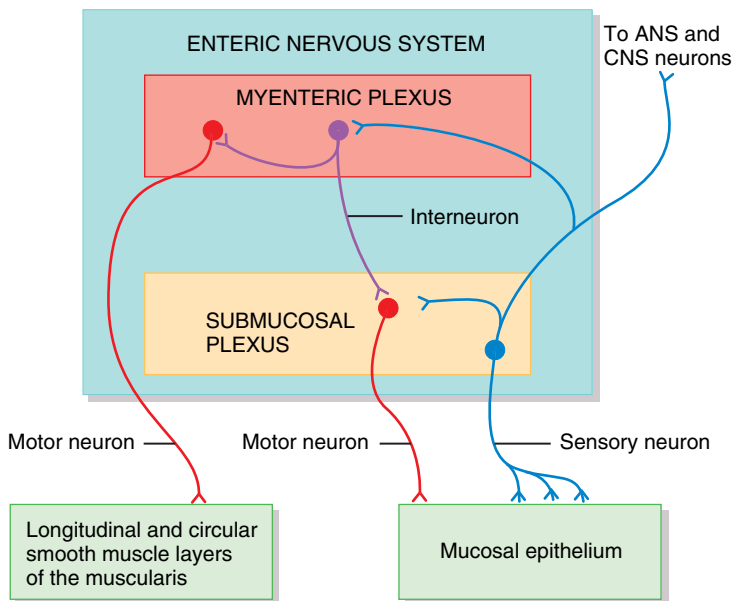 To ANS and
CNS neurons
ENTERIC NERVOUS SYSTEM
MYENTERIC PLEXUS
Interneuron
SUBMUCOSAL
PLEXUS
Motor neuron
Motor neuron
Sensory neuron
Longitudinal and circular
smooth muscle layers
of the muscularis
Mucosal epithelium